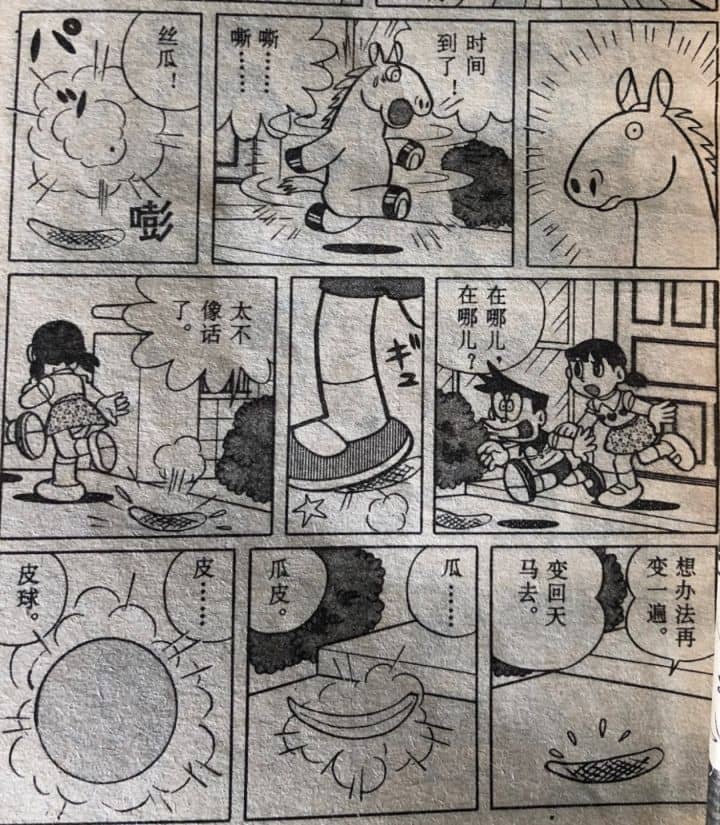 时间
到了！
嘶……
嘶……
丝瓜！
パッ
嘭
在哪儿，
在哪儿？
ギュ
太不
像话
了。
想办法再
变一遍。
变回天
马去。
瓜……
瓜皮。
皮……
皮球。